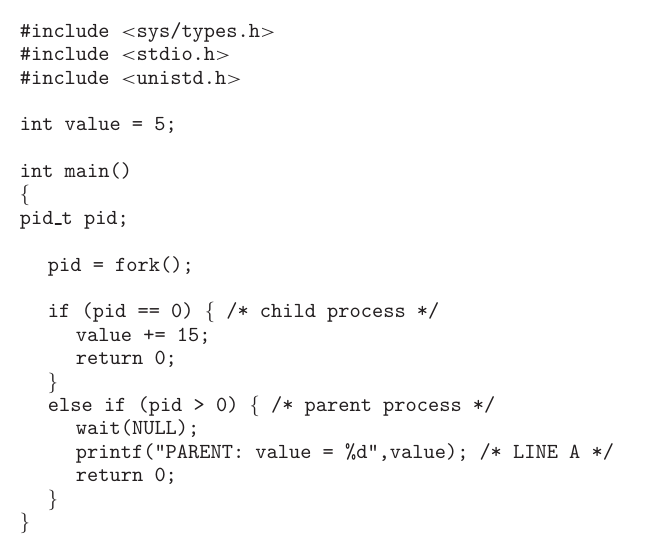 #include <sys/types.h>
#include <stdio.h>
#include <unistd.h>
int value = 5;
int main()
{
pid_t pid;
pid = fork();
if (pid == 0) { /* child process */
value += 15;
return 0;
}
else if (pid > 0) { /* parent process */
wait(NULL);
printf("PARENT: value = %d",value); /* LINE A */
return 0;
}
}